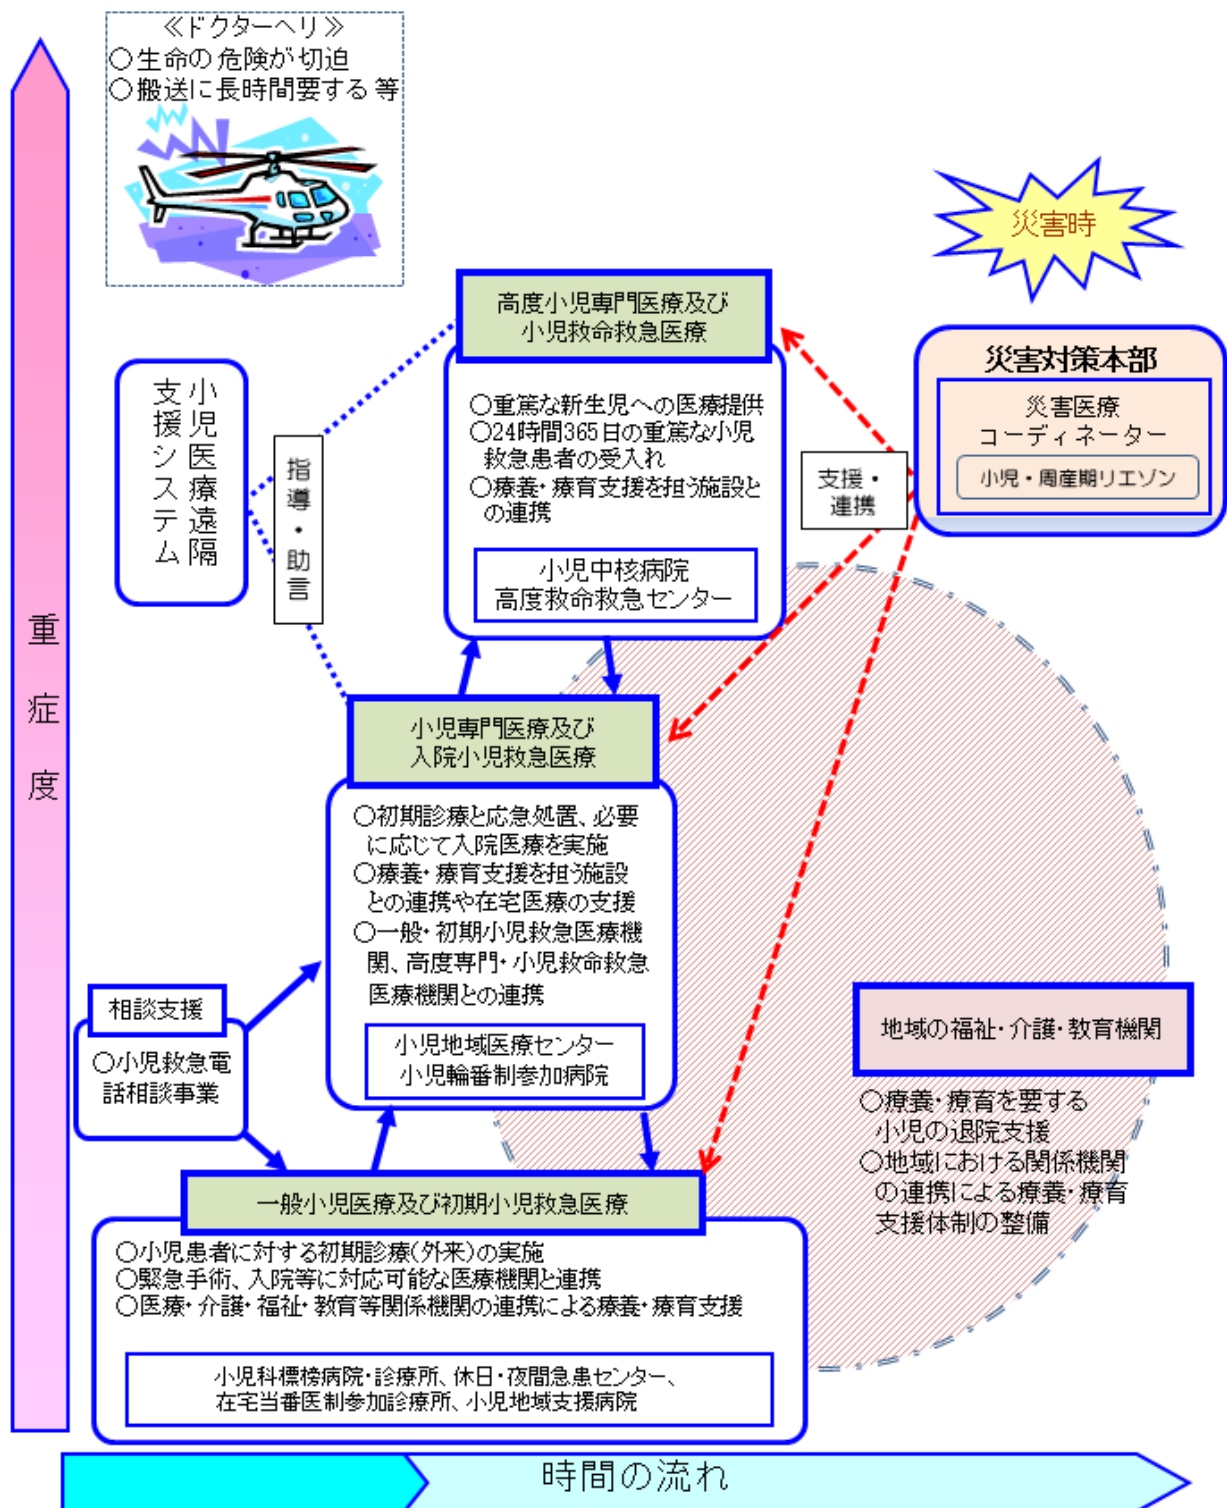 ≪ドクターヘリ≫
○生命の危険が切迫
○搬送に長時間要する等
災害時
高度小児専門医療及び
小児救命救急医療
○重篤な新生児への医療提供
○24時間365日の重篤な小児
救急患者の受入れ
○療養・療育支援を担う施設と
の連携
小児中核病院
高度救命救急センター
災害対策本部
災害医療
コーディネーター
小児・周産期リエゾン
支援・
連携
小児医療遠隔
支援システム
指導・助言
重症度
小児専門医療及び
入院小児救急医療
○初期診療と応急処置、必要
に応じて入院医療を実施
○療養・療育支援を担う施設
との連携や在宅医療の支援
○一般・初期小児救急医療機
関、高度専門・小児救命救急
医療機関との連携
小児地域医療センター
小児輪番制参加病院
相談支援
○小児救急電
話相談事業
地域の福祉・介護・教育機関
○療養・療育を要する
小児の退院支援
○地域における関係機関
の連携による療養・療育
支援体制の整備
一般小児医療及び初期小児救急医療
○小児患者に対する初期診療(外来)の実施
○緊急手術、入院等に対応可能な医療機関と連携
○医療・介護・福祉・教育等関係機関の連携による療養・療育支援
小児科標榜病院・診療所、休日・夜間急患センター、
在宅当番医制参加診療所、小児地域支援病院
時間の流れ